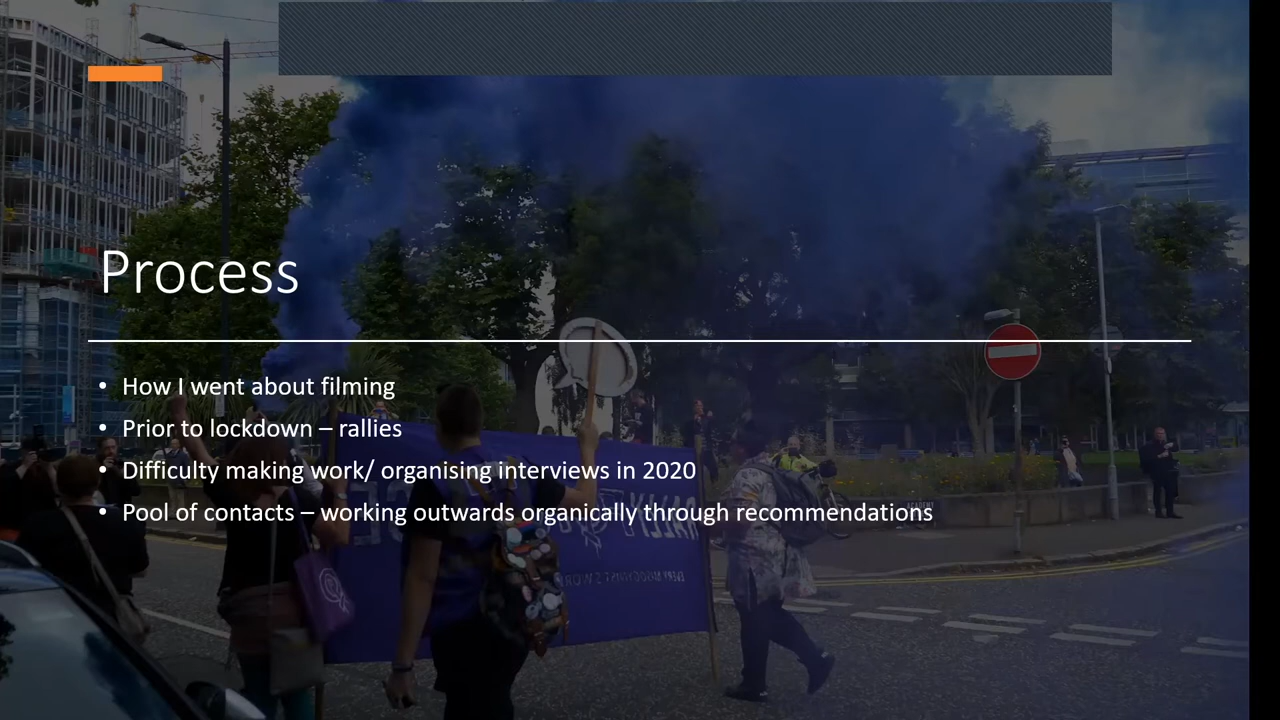 Process
• How I went about filming
• Prior to lockdown – rallies
• Difficulty making work/ organising interviews in 2020
• Pool of contacts – working outwards organically through recommendations